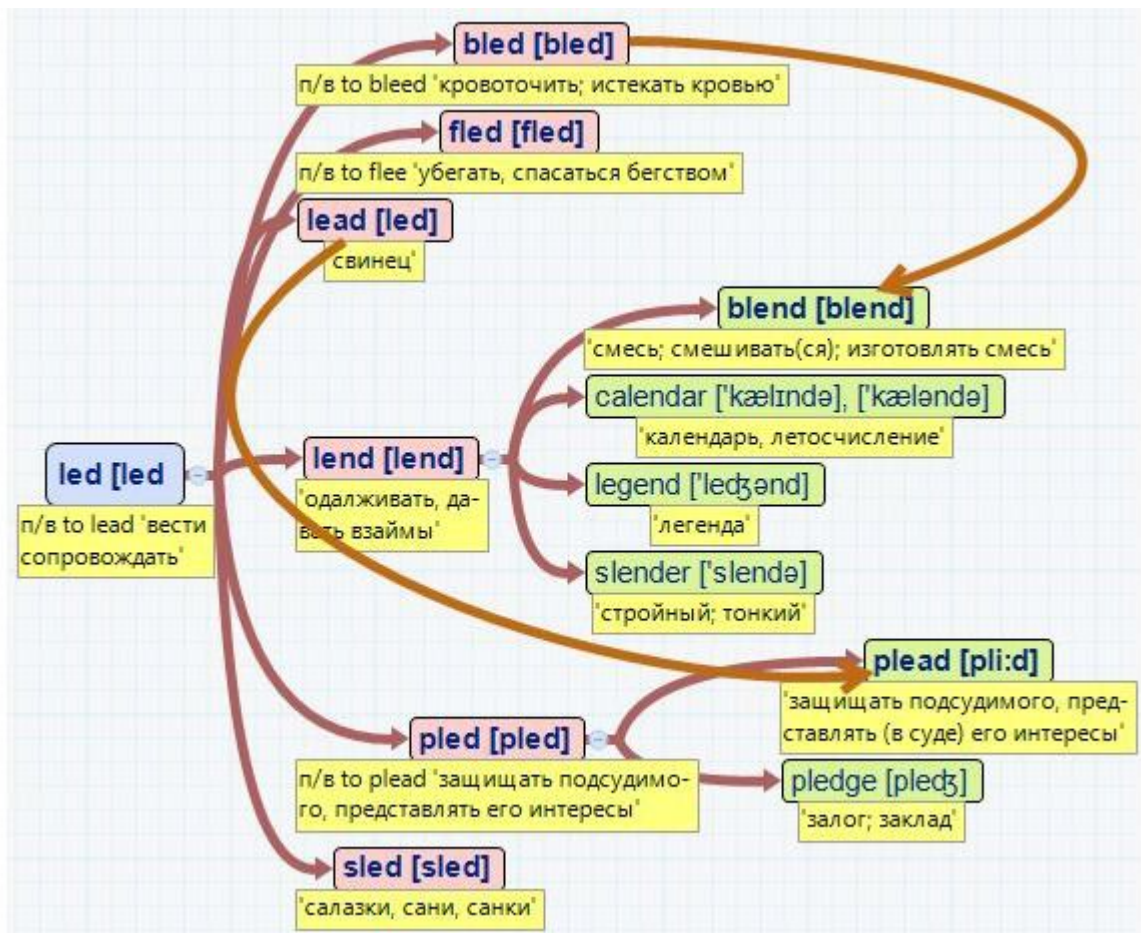 bled [bled]
п/в to bleed 'кровоточить; истекать кровью'
fled [fled]
п/в to flee 'убегать, спасаться бегством'
lead [led]
'свинец'
blend [blend]
'смесь; смешивать(ся); изготовлять смесь'
calendar ['kælɪndə], ['kæləndə]
'календарь, летосчисление'
led [led
п/в to lead 'вести
сопровождать'
lend [lend]
'одалживать, да-
вать взаймы'
legend ['leʤənd]
'легенда'
slender ['slendə]
'стройный; тонкий'
plead [pli:d]
'защищать подсудимого, пред-
ставлять (в суде) его интересы'
pled [pled]
п/в to plead 'защищать подсудимо-
го, представлять его интересы'
pledge [pleʤ]
'залог; заклад'
sled [sled]
'салазки, сани, санки'